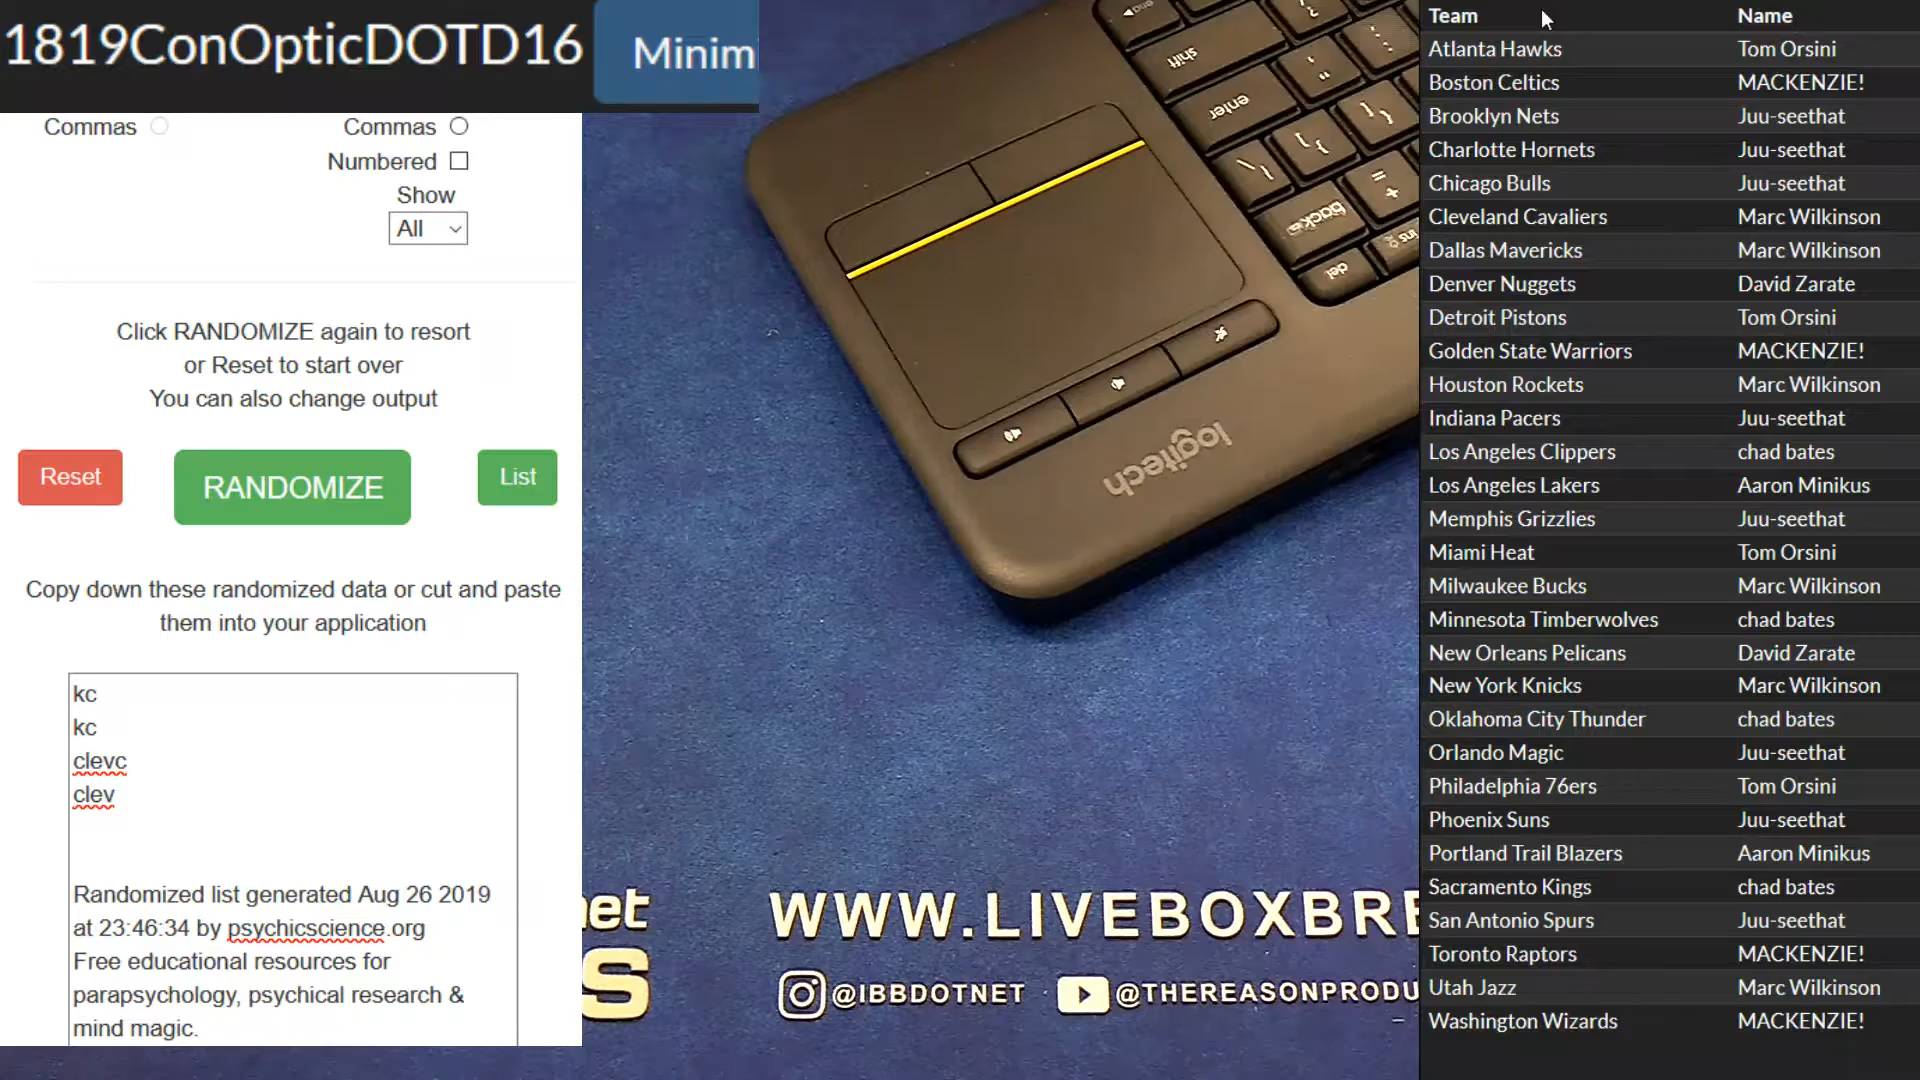 1819ConOpticDOTD16
Minim
Commas
Commas
Numbered
Show
All
Click RANDOMIZE again to resort
or Reset to start over
You can also change output
Reset
RANDOMIZE
List
Copy down these randomized data or cut and paste
them into your application
kc
kc
clevc
clev
Randomized list generated Aug 26 2019
at 23:46:34 by psychicscience.org
Free educational resources for
parapsychology, psychical research &
mind magic.
end
?
shift
"
'
enter
}
]
{
[
\
=
+
backs
ins
del
logitech
net
S
WWW.LIVEBOXBRE
@IBBDOTNET
@THEREASONPRODU
Team Name
Atlanta Hawks Tom Orsini
Boston Celtics MACKENZIE!
Brooklyn Nets Juu-seethat
Charlotte Hornets Juu-seethat
Chicago Bulls Juu-seethat
Cleveland Cavaliers Marc Wilkinson
Dallas Mavericks Marc Wilkinson
Denver Nuggets David Zarate
Detroit Pistons Tom Orsini
Golden State Warriors MACKENZIE!
Houston Rockets Marc Wilkinson
Indiana Pacers Juu-seethat
Los Angeles Clippers chad bates
Los Angeles Lakers Aaron Minikus
Memphis Grizzlies Juu-seethat
Miami Heat Tom Orsini
Milwaukee Bucks Marc Wilkinson
Minnesota Timberwolves chad bates
New Orleans Pelicans David Zarate
New York Knicks Marc Wilkinson
Oklahoma City Thunder chad bates
Orlando Magic Juu-seethat
Philadelphia 76ers Tom Orsini
Phoenix Suns Juu-seethat
Portland Trail Blazers Aaron Minikus
Sacramento Kings chad bates
San Antonio Spurs Juu-seethat
Toronto Raptors MACKENZIE!
Utah Jazz Marc Wilkinson
Washington Wizards MACKENZIE!